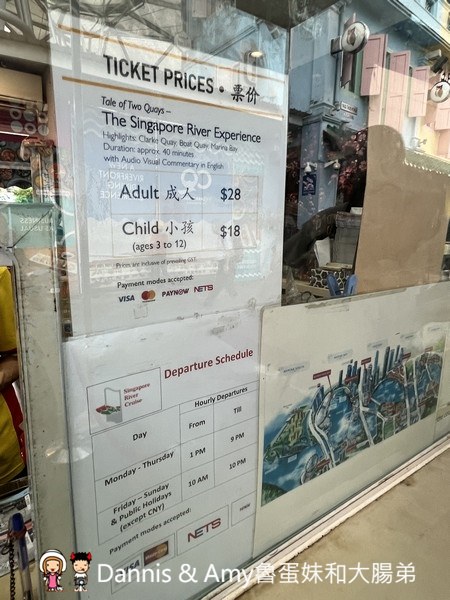 TICKET PRICES • 票价
Tale of Two Quays –
The Singapore River Experience
Highlights: Clarke Quay, Boat Quay, Marina Bay
Duration: approx. 40 minutes
with Audio Visual Commentary in English
Adult 成人 $28
Child 小孩 $18
(ages 3 to 12)
Prices are inclusive of prevailing GST
Payment modes accepted:
VISA mastercard PAYNOW NETS
Departure Schedule
Singapore
River
Cruise
Hourly Departures
Day From Till
Monday - Thursday 1 PM 9 PM
Friday – Sunday
& Public Holidays
(except CNY) 10 AM 10 PM
Payment modes accepted:
VISA NETS
Dannis & Amy魯蛋妹和大腸弟